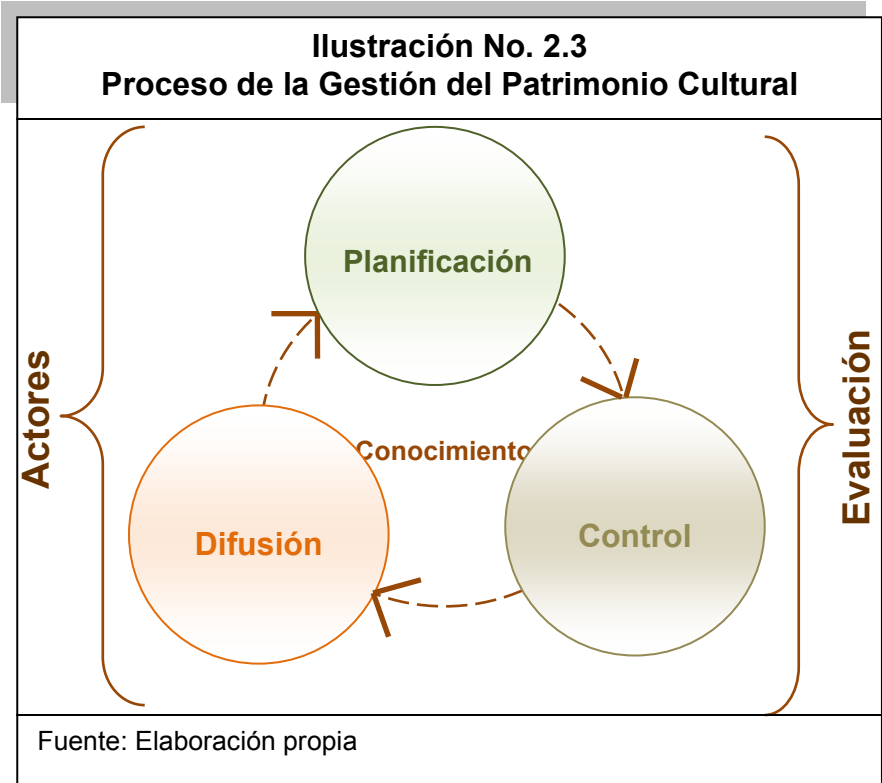 Ilustración No. 2.3
Proceso de la Gestión del Patrimonio Cultural
Actores
Planificación
Conocimiento
Difusión
Control
Evaluación
Fuente: Elaboración propia